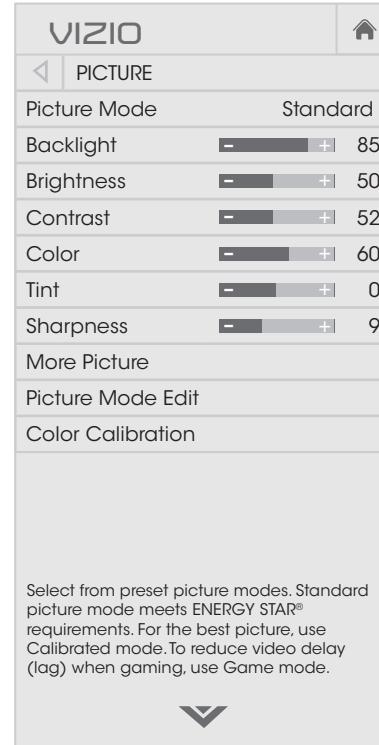 VIZIO
PICTURE
Picture Mode Standard
Backlight - + 85
Brightness - + 50
Contrast - + 52
Color - + 60
Tint - + 0
Sharpness - + 9
More Picture
Picture Mode Edit
Color Calibration
Select from preset picture modes. Standard
picture mode meets ENERGY STAR®
requirements. For the best picture, use
Calibrated mode. To reduce video delay
(lag) when gaming, use Game mode.